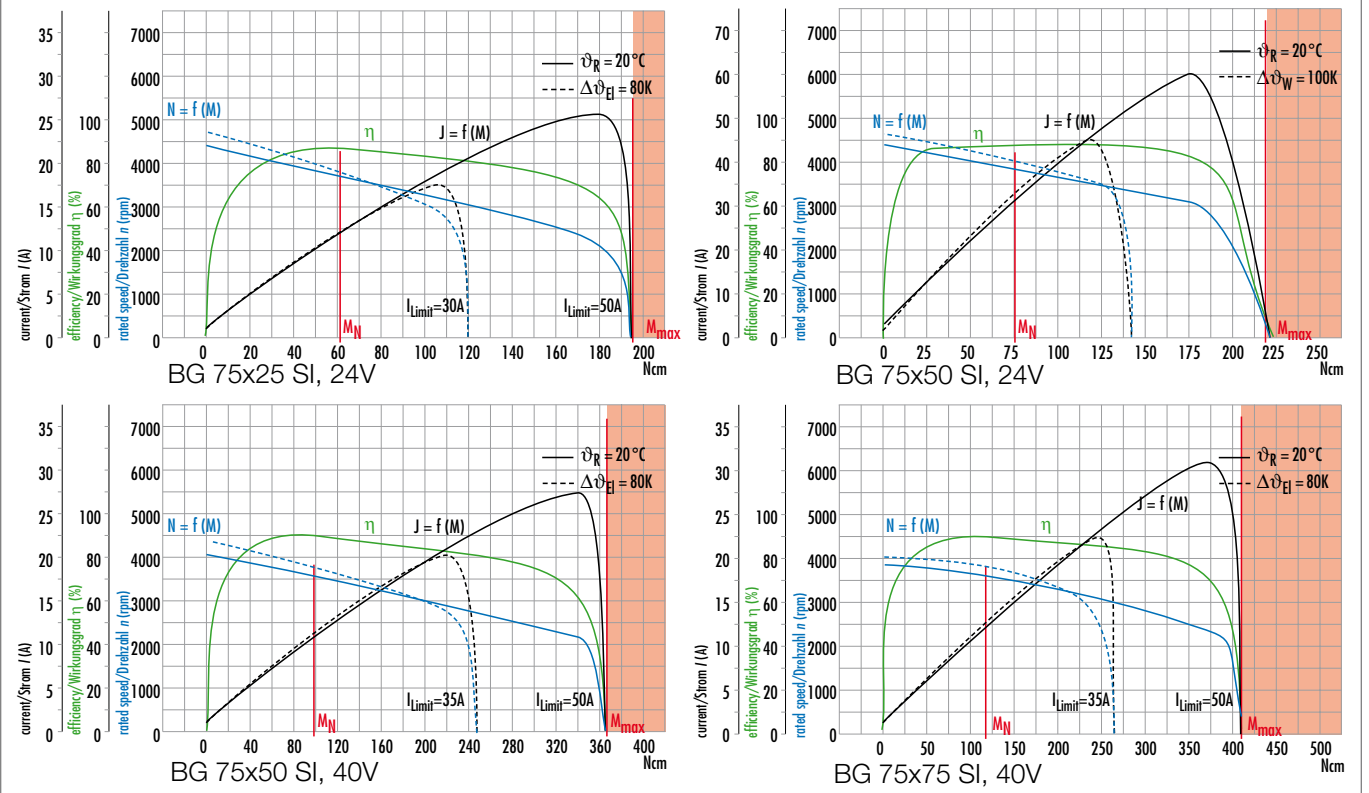 35
30
25
20
15
10
5
0
current/Strom I (A)
100
80
60
40
20
0
efficiency/Wirkungsgrad η (%)
7000
6000
5000
4000
3000
2000
1000
0
rated speed/Drehzahl n (rpm)
ϑR = 20°C
ΔϑEI = 80K
N = f (M)
η
J = f (M)
ILimit=30A
ILimit=50A
MN
Mmax
0 20 40 60 80 100 120 140 160 180 200
Ncm
BG 75x25 SI, 24V
70
60
50
40
30
20
10
0
current/Strom I (A)
100
80
60
40
20
0
efficiency/Wirkungsgrad η (%)
7000
6000
5000
4000
3000
2000
1000
0
rated speed/Drehzahl n (rpm)
ϑR = 20°C
ΔϑW = 100K
N = f (M)
η
J = f (M)
MN
Mmax
0 25 50 75 100 125 150 175 200 225 250
Ncm
BG 75x50 SI, 24V
35
30
25
20
15
10
5
0
current/Strom I (A)
100
80
60
40
20
0
efficiency/Wirkungsgrad η (%)
7000
6000
5000
4000
3000
2000
1000
0
rated speed/Drehzahl n (rpm)
ϑR = 20°C
ΔϑEI = 80K
N = f (M)
η
J = f (M)
ILimit=35A
ILimit=50A
MN
Mmax
0 40 80 120 160 200 240 280 320 360 400
Ncm
BG 75x50 SI, 40V
35
30
25
20
15
10
5
0
current/Strom I (A)
100
80
60
40
20
0
efficiency/Wirkungsgrad η (%)
7000
6000
5000
4000
3000
2000
1000
0
rated speed/Drehzahl n (rpm)
ϑR = 20°C
ΔϑEI = 80K
N = f (M)
η
J = f (M)
ILimit=35A
ILimit=50A
MN
Mmax
0 50 100 150 200 250 300 350 400 450 500
Ncm
BG 75x75 SI, 40V